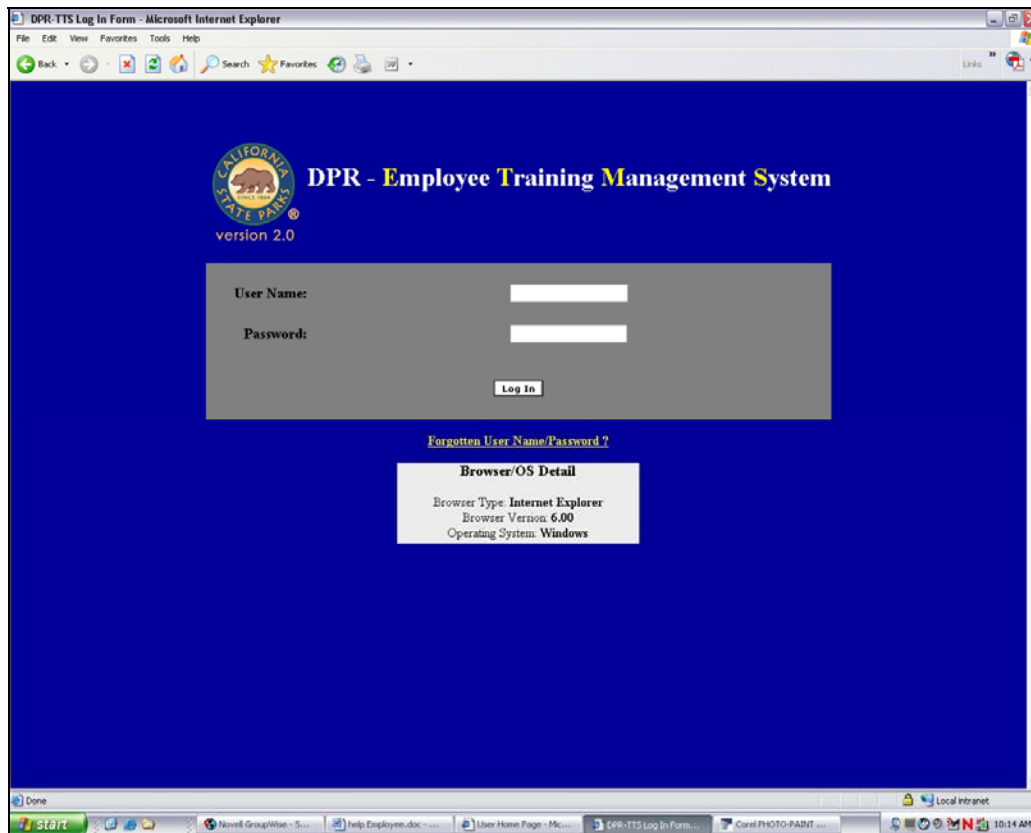 DPR-TTS Log In Form - Microsoft Internet Explorer
File Edit View Favorites Tools Help
Back Search Favorites Links
CALIFORNIA
SINCE 1864
STATE PARKS ®
DPR - Employee Training Management System
version 2.0
User Name:
Password:
Log In
Forgotten User Name/Password ?
Browser/OS Detail
Browser Type: Internet Explorer
Browser Version: 6.00
Operating System: Windows
Done Local intranet
start Novell GroupWise - S... help Employee.doc - ... User Home Page - Mic... DPR-TTS Log In Form... Corel PHOTO-PAINT ... 10:14 AM